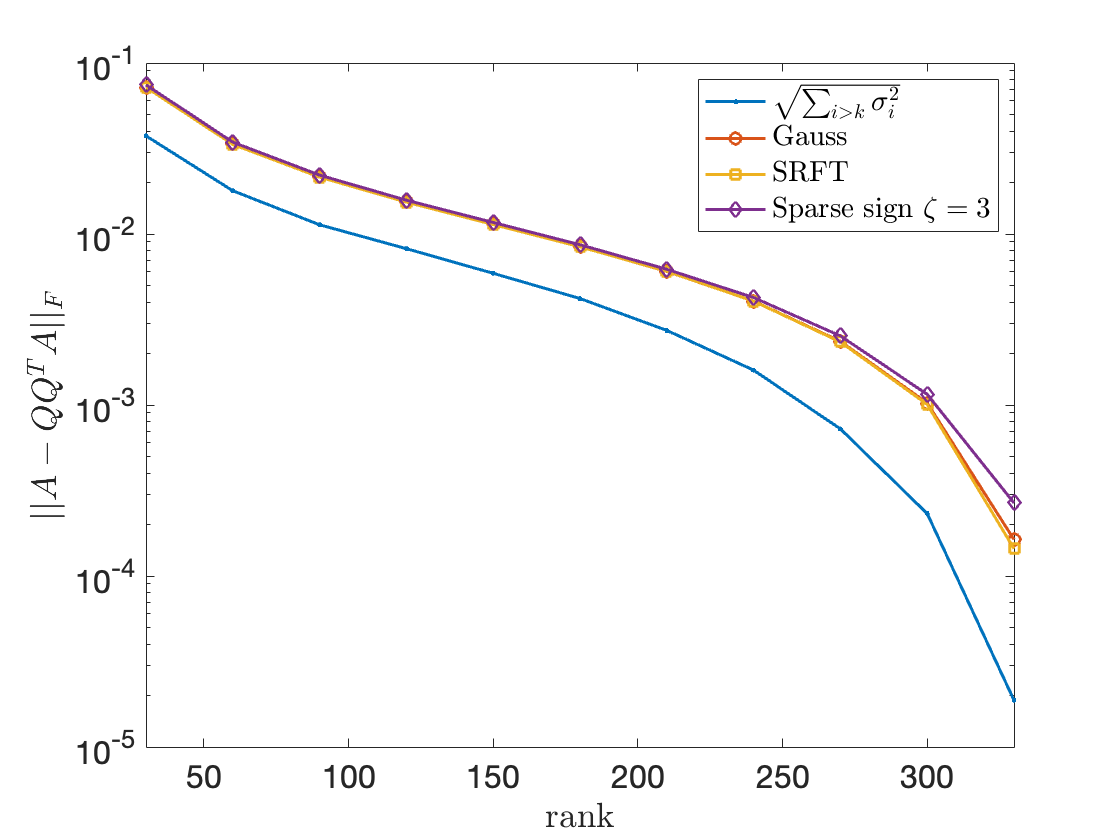 10^-1
10^-2
10^-3
10^-4
10^-5
||A − QQ^T A||_F
√∑_{i>k} σ_i^2
Gauss
SRFT
Sparse sign ζ = 3
50 100 150 200 250 300
rank